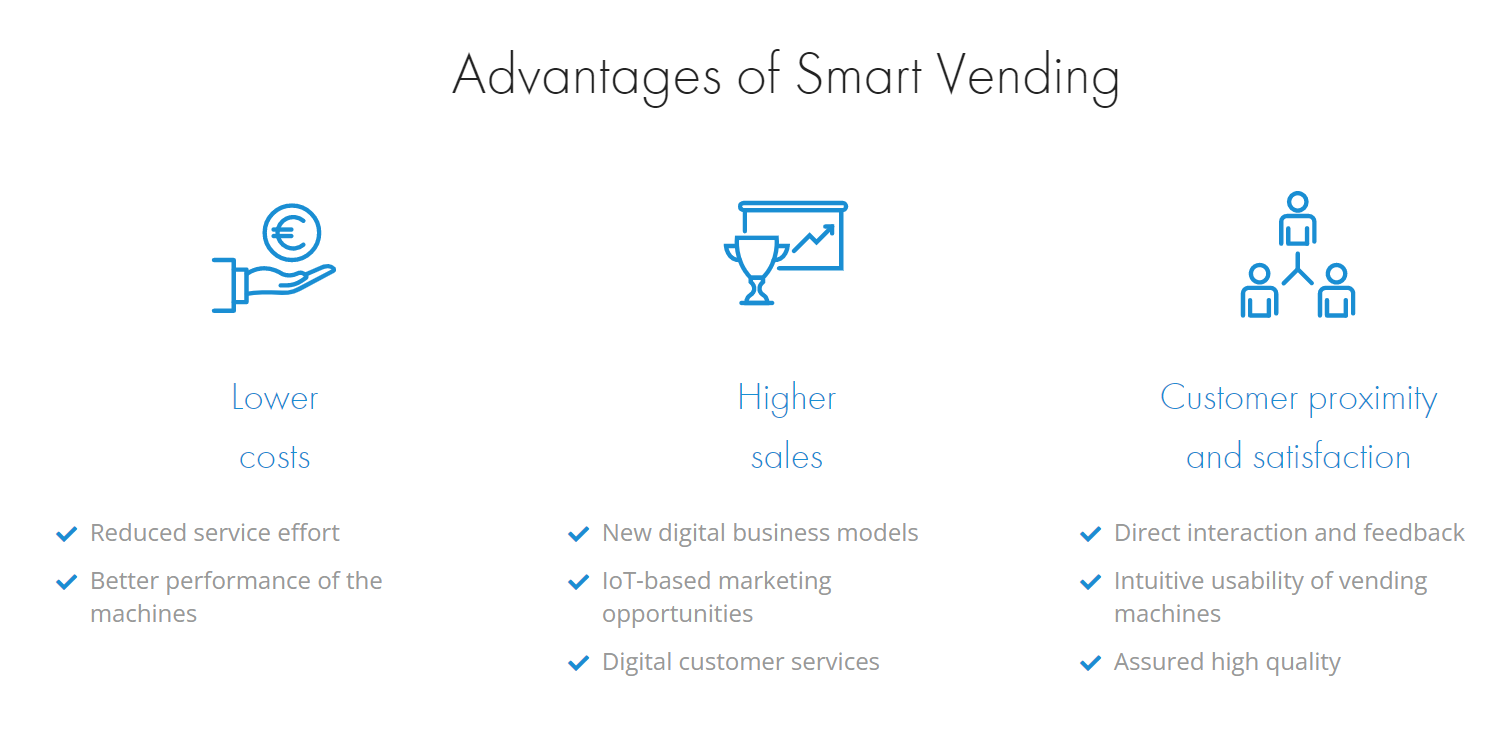 Advantages of Smart Vending
Lower
costs
Reduced service effort
Better performance of the
machines
Higher
sales
New digital business models
IoT-based marketing
opportunities
Digital customer services
Customer proximity
and satisfaction
Direct interaction and feedback
Intuitive usability of vending
machines
Assured high quality